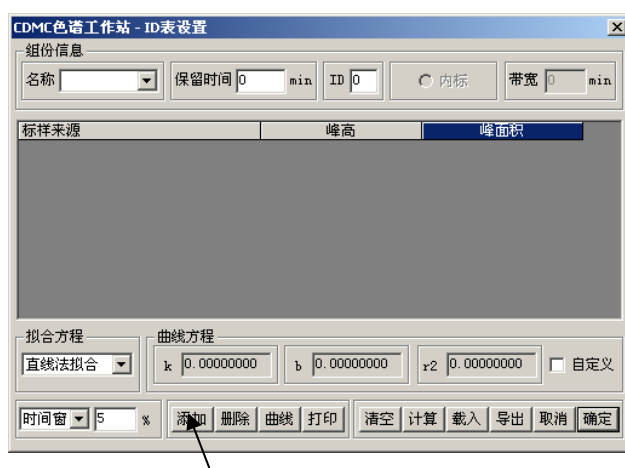 CDMC色谱工作站 - ID表设置
组份信息
名称 保留时间 0 min ID 0 内标 带宽 0 min
标样来源 峰高 峰面积
拟合方程 曲线方程
直线法拟合 k 0.00000000 b 0.00000000 r2 0.00000000 自定义
时间窗 5 % 添加 删除 曲线 打印 清空 计算 载入 导出 取消 确定